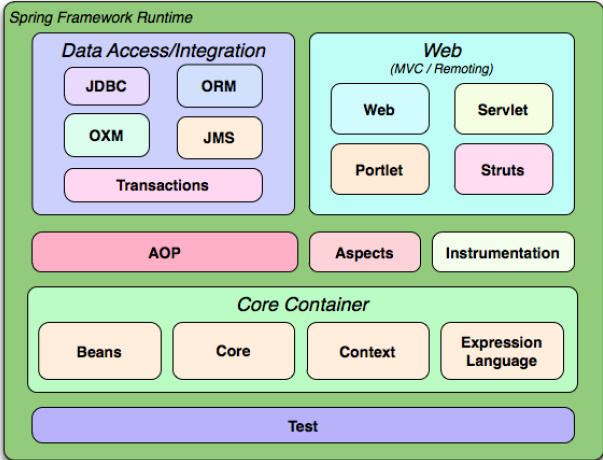 Spring Framework Runtime
Data Access/Integration
JDBC
ORM
OXM
JMS
Transactions
Web
(MVC / Remoting)
Web
Servlet
Portlet
Struts
AOP
Aspects
Instrumentation
Core Container
Beans
Core
Context
Expression
Language
Test